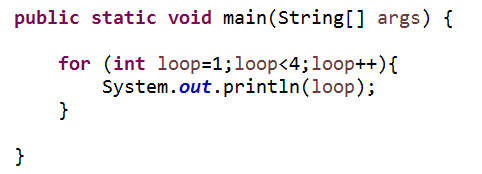 public static void main(String[] args) {
for (int loop=1;loop<4;loop++){
System.out.println(loop);
}
}